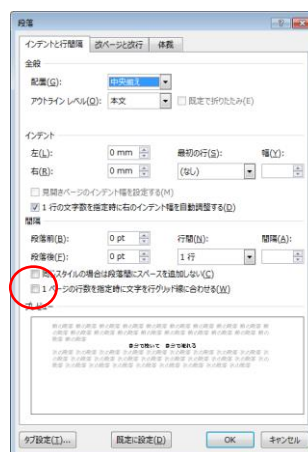 段落
インデントと行間隔 改ページと改行 体裁
全般
配置(G): 中央揃え
アウトライン レベル(O): 本文 既定で折りたたみ(E)
インデント
左(L): 0 mm 最初の行(S): 幅(Y):
右(R): 0 mm (なし)
見開きページのインデント幅を設定する(M)
1 行の文字数を指定時に右のインデント幅を自動調整する(D)
間隔
段落前(B): 0 pt 行間(N): 間隔(A):
段落後(F): 0 pt 1 行
同じスタイルの場合は段落間にスペースを追加しない(C)
1 ページの行数を指定時に文字を行グリッド線に合わせる(W)
プレビュー
タブ設定(T)... 既定に設定(D) OK キャンセル